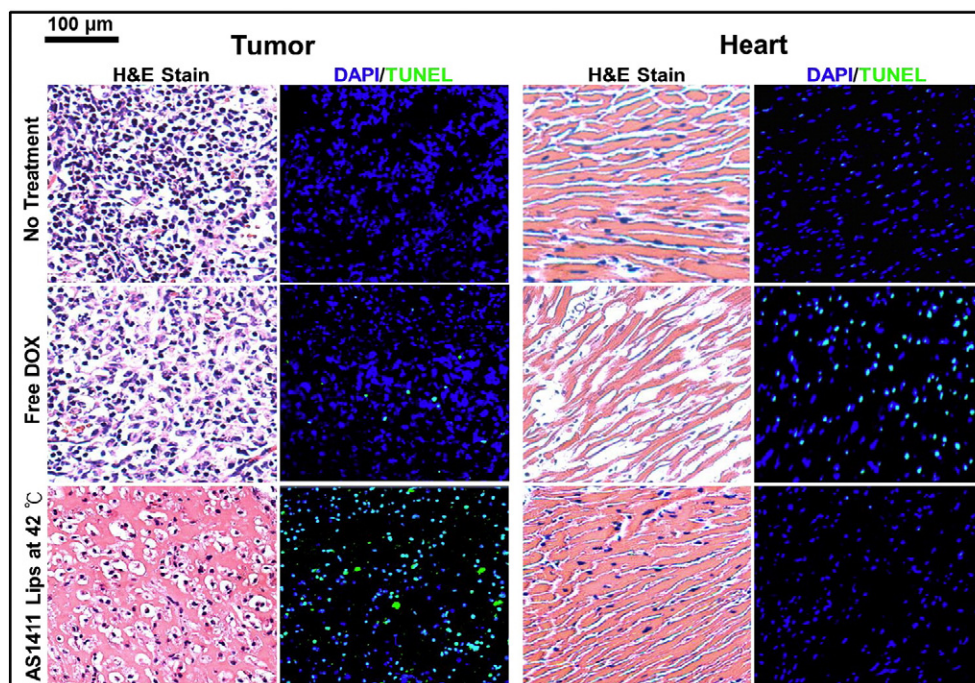 100 µm
Tumor
Heart
H&E Stain
DAPI/TUNEL
H&E Stain
DAPI/TUNEL
No Treatment
Free DOX
AS1411 Lips at 42 ℃